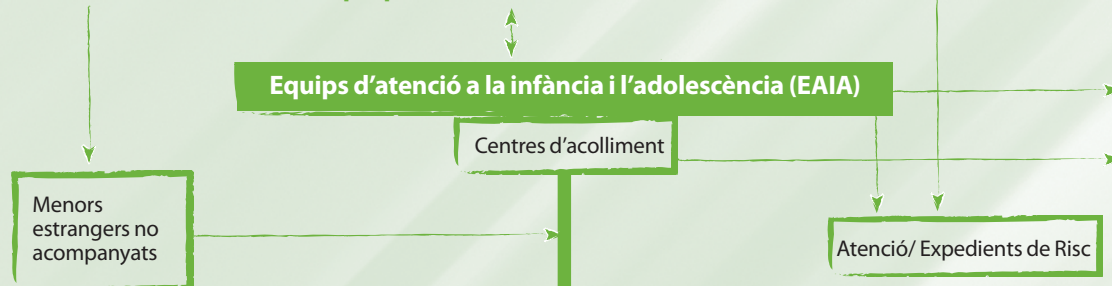 Equips d’atenció a la infància i l’adolescència (EAIA)
Centres d’acolliment
Menors
estrangers no
acompanyats
Atenció/ Expedients de Risc